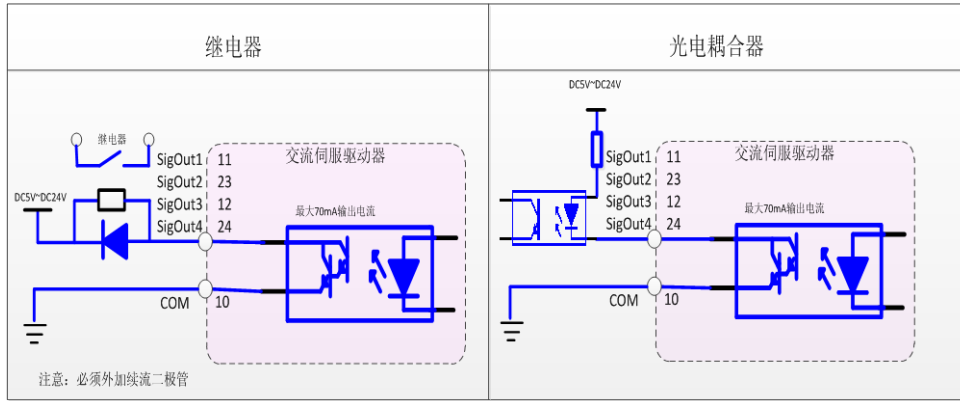 继电器
光电耦合器
继电器
DC5V~DC24V
SigOut1 11
SigOut2 23
SigOut3 12
SigOut4 24
COM 10
交流伺服驱动器
最大70mA输出电流
注意：必须外加续流二极管
DC5V~DC24V
SigOut1 11
SigOut2 23
SigOut3 12
SigOut4 24
COM 10
交流伺服驱动器
最大70mA输出电流